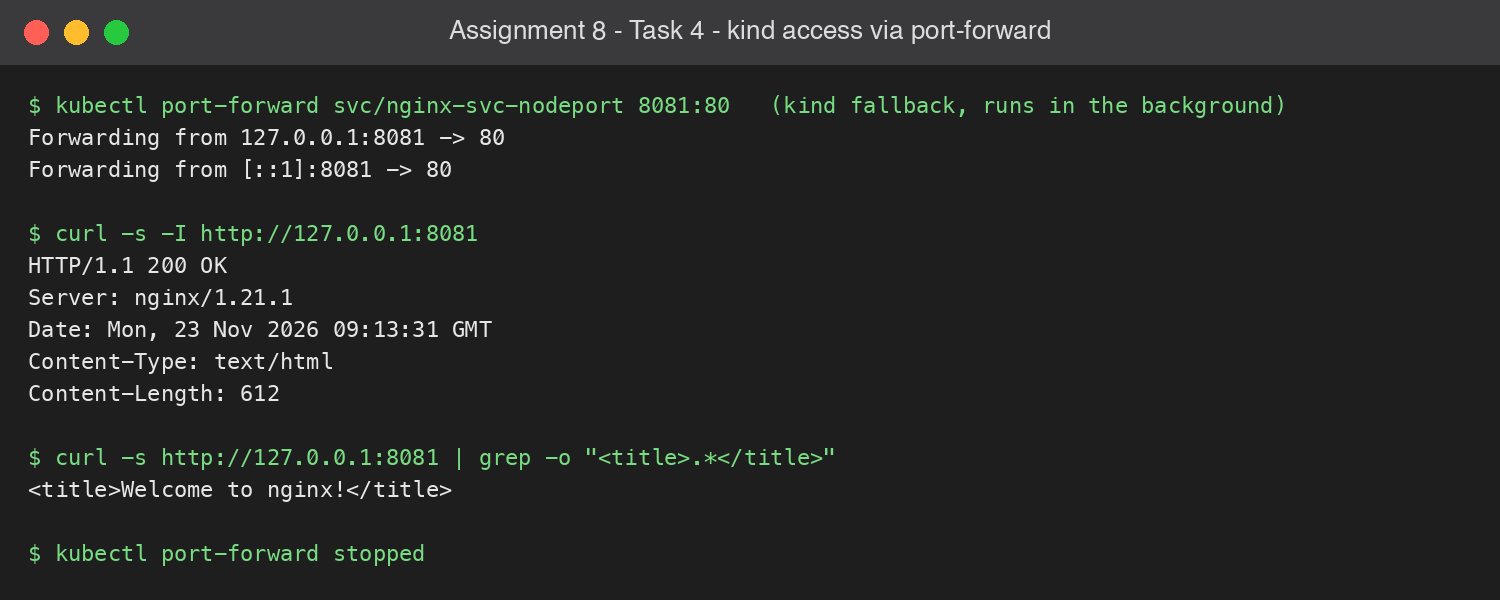 Assignment 8 - Task 4 - kind access via port-forward
$ kubectl port-forward svc/nginx-svc-nodeport 8081:80   (kind fallback, runs in the background)
Forwarding from 127.0.0.1:8081 -> 80
Forwarding from [::1]:8081 -> 80
$ curl -s -I http://127.0.0.1:8081
HTTP/1.1 200 OK
Server: nginx/1.21.1
Date: Mon, 23 Nov 2026 09:13:31 GMT
Content-Type: text/html
Content-Length: 612
$ curl -s http://127.0.0.1:8081 | grep -o "<title>.*</title>"
<title>Welcome to nginx!</title>
$ kubectl port-forward stopped